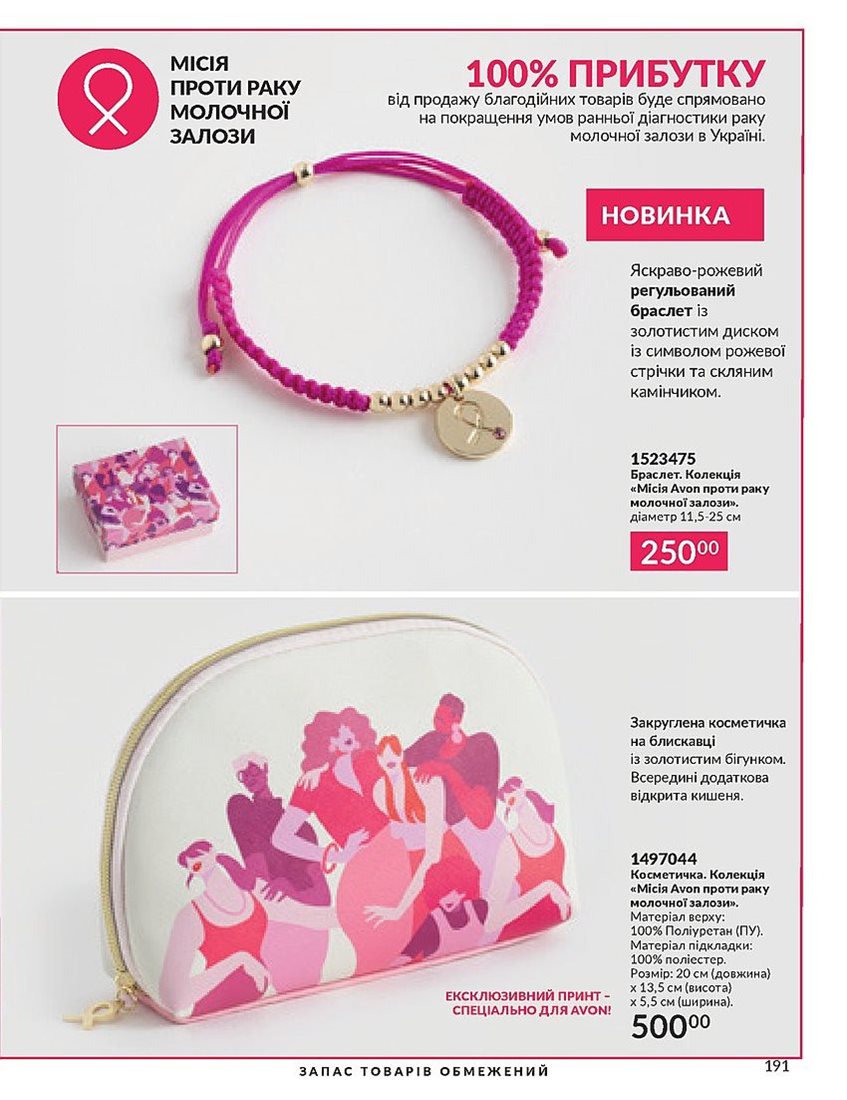 МІСІЯ
ПРОТИ РАКУ
МОЛОЧНОЇ
ЗАЛОЗИ
100% ПРИБУТКУ
від продажу благодійних товарів буде спрямовано
на покращення умов ранньої діагностики раку
молочної залози в Україні.
НОВИНКА
Яскраво-рожевий
регульований
браслет із
золотистим диском
із символом рожевої
стрічки та скляним
камінчиком.
1523475
Браслет. Колекція
«Місія Avon проти раку
молочної залози».
діаметр 11,5-25 см
250⁰⁰
Закруглена косметичка
на блискавці
із золотистим бігунком.
Всередині додаткова
відкрита кишеня.
1497044
Косметичка. Колекція
«Місія Avon проти раку
молочної залози».
Матеріал верху:
100% Поліуретан (ПУ).
Матеріал підкладки:
100% поліестер.
Розмір: 20 см (довжина)
х 13,5 см (висота)
х 5,5 см (ширина).
500⁰⁰
ЕКСКЛЮЗИВНИЙ ПРИНТ –
СПЕЦІАЛЬНО ДЛЯ AVON!
ЗАПАС ТОВАРІВ ОБМЕЖЕНИЙ
191